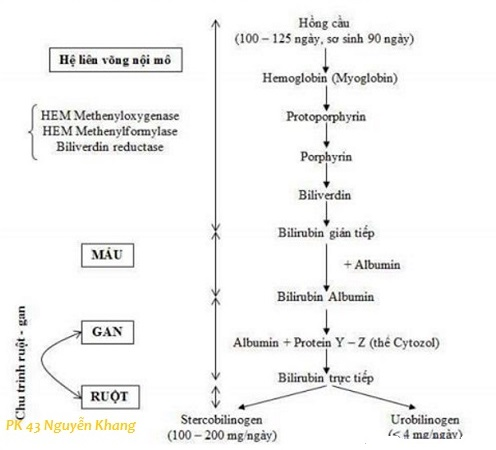 Hồng cầu
(100 – 125 ngày, sơ sinh 90 ngày)
Hệ liên võng nội mô
Hemoglobin (Myoglobin)
HEM Methenyloxygenase
HEM Methenylformylase
Biliverdin reductase
Protoporphyrin
Porphyrin
Biliverdin
Bilirubin gián tiếp
MÁU
+ Albumin
Bilirubin Albumin
Chu trình ruột - gan
GAN
Albumin + Protein Y – Z (thể Cytozol)
Bilirubin trực tiếp
RUỘT
Stercobilinogen
(100 – 200 mg/ngày)
Urobilinogen
(< 4 mg/ngày)
PK 43 Nguyễn Khang